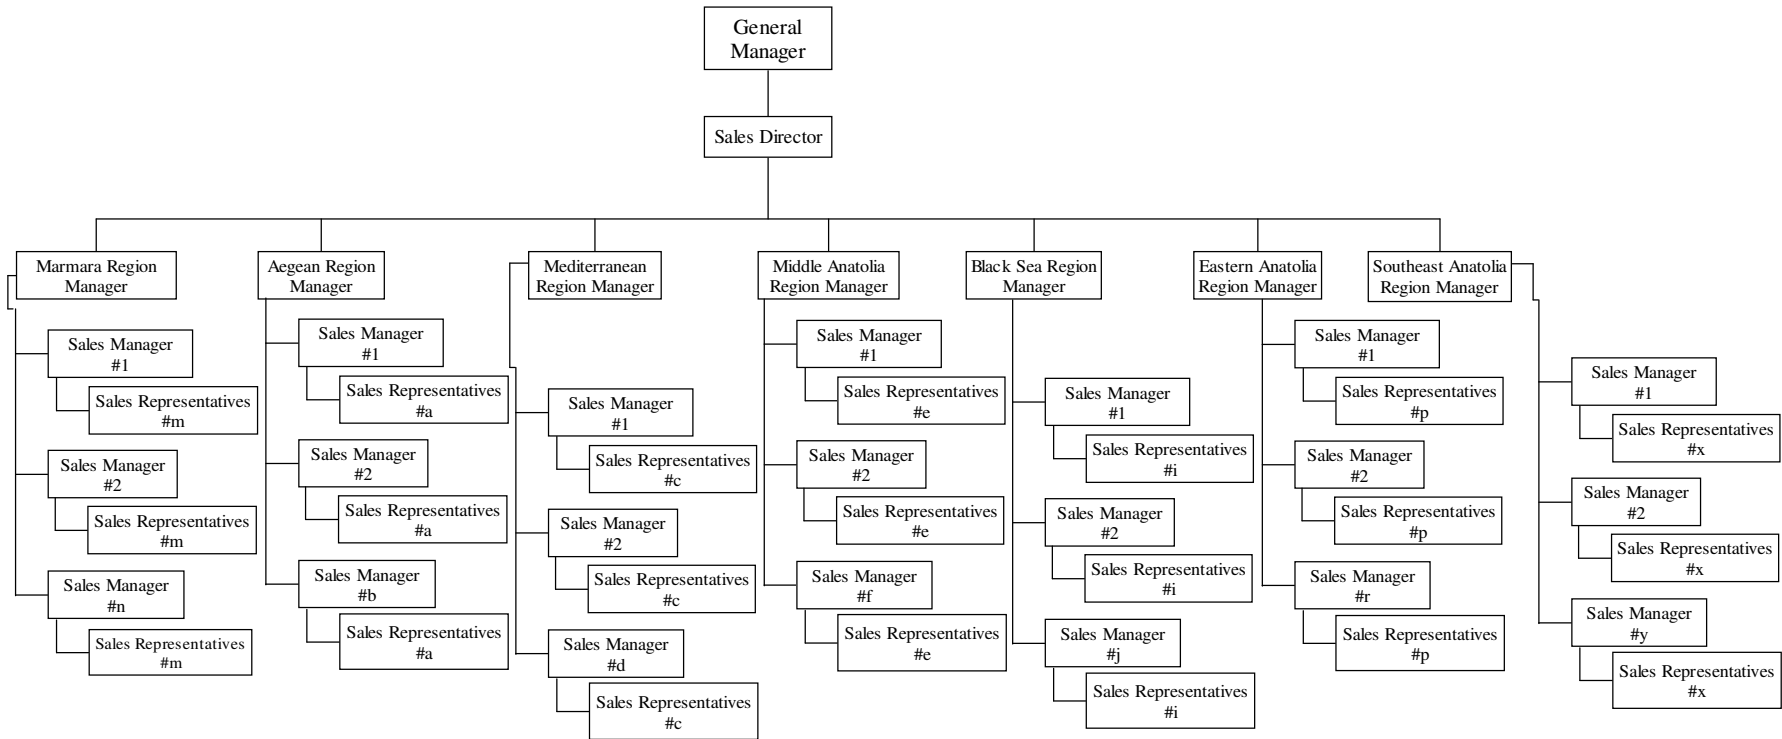 General
Manager
Sales Director
Marmara Region
Manager
Sales Manager
#1
Sales Representatives
#m
Sales Manager
#2
Sales Representatives
#m
Sales Manager
#n
Sales Representatives
#m
Aegean Region
Manager
Sales Manager
#1
Sales Representatives
#a
Sales Manager
#2
Sales Representatives
#a
Sales Manager
#b
Sales Representatives
#a
Mediterranean
Region Manager
Sales Manager
#1
Sales Representatives
#c
Sales Manager
#2
Sales Representatives
#c
Sales Manager
#d
Sales Representatives
#c
Middle Anatolia
Region Manager
Sales Manager
#1
Sales Representatives
#e
Sales Manager
#2
Sales Representatives
#e
Sales Manager
#f
Sales Representatives
#e
Black Sea Region
Manager
Sales Manager
#1
Sales Representatives
#i
Sales Manager
#2
Sales Representatives
#i
Sales Manager
#j
Sales Representatives
#i
Eastern Anatolia
Region Manager
Sales Manager
#1
Sales Representatives
#p
Sales Manager
#2
Sales Representatives
#p
Sales Manager
#r
Sales Representatives
#p
Southeast Anatolia
Region Manager
Sales Manager
#1
Sales Representatives
#x
Sales Manager
#2
Sales Representatives
#x
Sales Manager
#y
Sales Representatives
#x